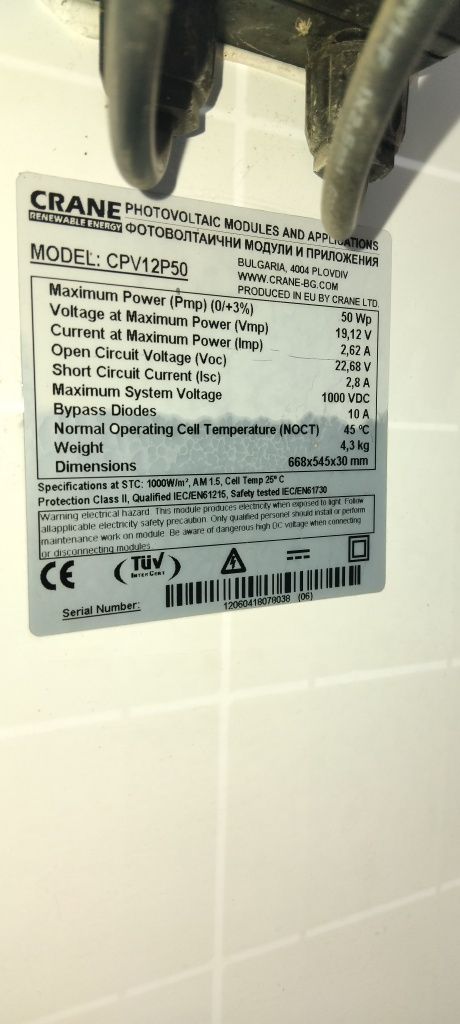 CRANE
RENEWABLE ENERGY
PHOTOVOLTAIC MODULES AND APPLICATIONS
ФОТОВОЛТАИЧНИ МОДУЛИ И ПРИЛОЖЕНИЯ
MODEL: CPV12P50
BULGARIA, 4004 PLOVDIV
WWW.CRANE-BG.COM
PRODUCED IN EU BY CRANE LTD.
Maximum Power (Pmp) (0/+3%) 50 Wp
Voltage at Maximum Power (Vmp) 19,12 V
Current at Maximum Power (Imp) 2,62 A
Open Circuit Voltage (Voc) 22,68 V
Short Circuit Current (Isc) 2,8 A
Maximum System Voltage 1000 VDC
Bypass Diodes 10 A
Normal Operating Cell Temperature (NOCT) 45 ºC
Weight 4,3 kg
Dimensions 668x545x30 mm
Specifications at STC: 1000W/m², AM 1.5, Cell Temp 25° C
Protection Class II, Qualified IEC/EN61215, Safety tested IEC/EN61730
Warning electrical hazard. This module produces electricity when exposed to light. Follow
allapplicable electricity safety precaution. Only qualified personel should install or perform
maintenance work on module. Be aware of dangerous high DC voltage when connecting
or disconnecting modules
CE
TÜV
INTERCERT
Serial Number:
12060418078038 (06)